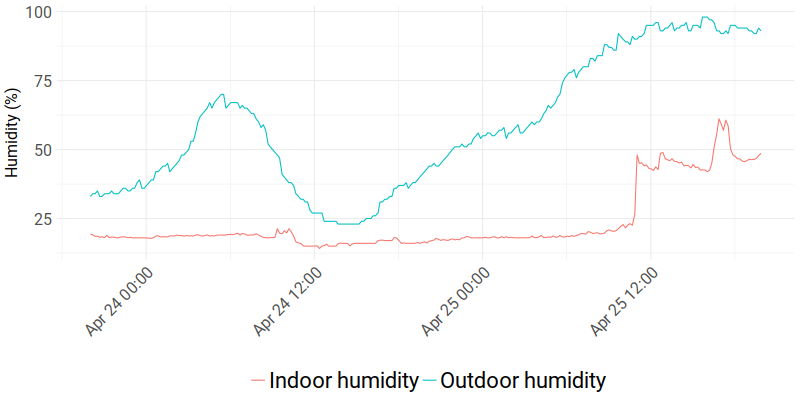 Humidity (%)
100
75
50
25
Apr 24 00:00
Apr 24 12:00
Apr 25 00:00
Apr 25 12:00
Indoor humidity
Outdoor humidity